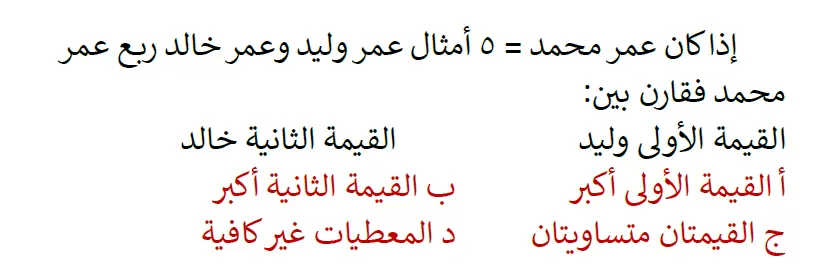 إذا كان عمر محمد = ٥ أمثال عمر وليد وعمر خالد ربع عمر
محمد فقارن بين:
القيمة الأولى وليد القيمة الثانية خالد
أ القيمة الأولى أكبر ب القيمة الثانية أكبر
ج القيمتان متساويتان د المعطيات غير كافية